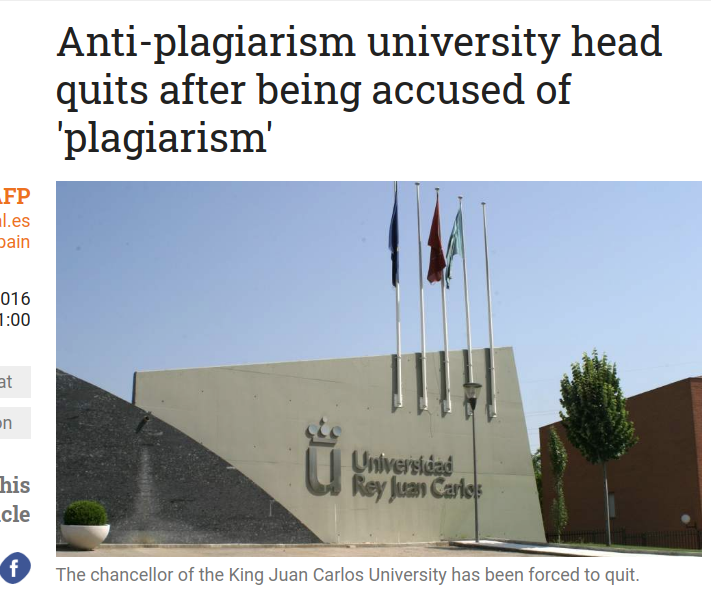 Anti-plagiarism university head
quits after being accused of
'plagiarism'
AFP
l.es
pain
016
1:00
at
on
his
cle
f
ü
Universidad
Rey Juan Carlos
The chancellor of the King Juan Carlos University has been forced to quit.